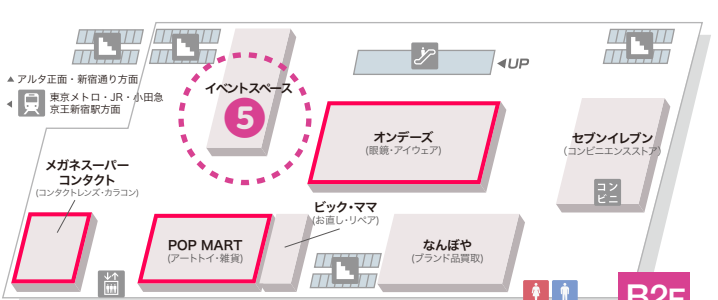 ▲アルタ正面・新宿通り方面
◀東京メトロ・JR・小田急
京王新宿駅方面
イベントスペース
5
◀UP
オンデーズ
(眼鏡・アイウェア)
セブンイレブン
(コンビニエンスストア)
コン
ビニ
メガネスーパー
コンタクト
(コンタクトレンズ・カラコン)
POP MART
(アートトイ・雑貨)
ビック・ママ
(お直し・リペア)
なんぼや
(ブランド品買取)
B2F